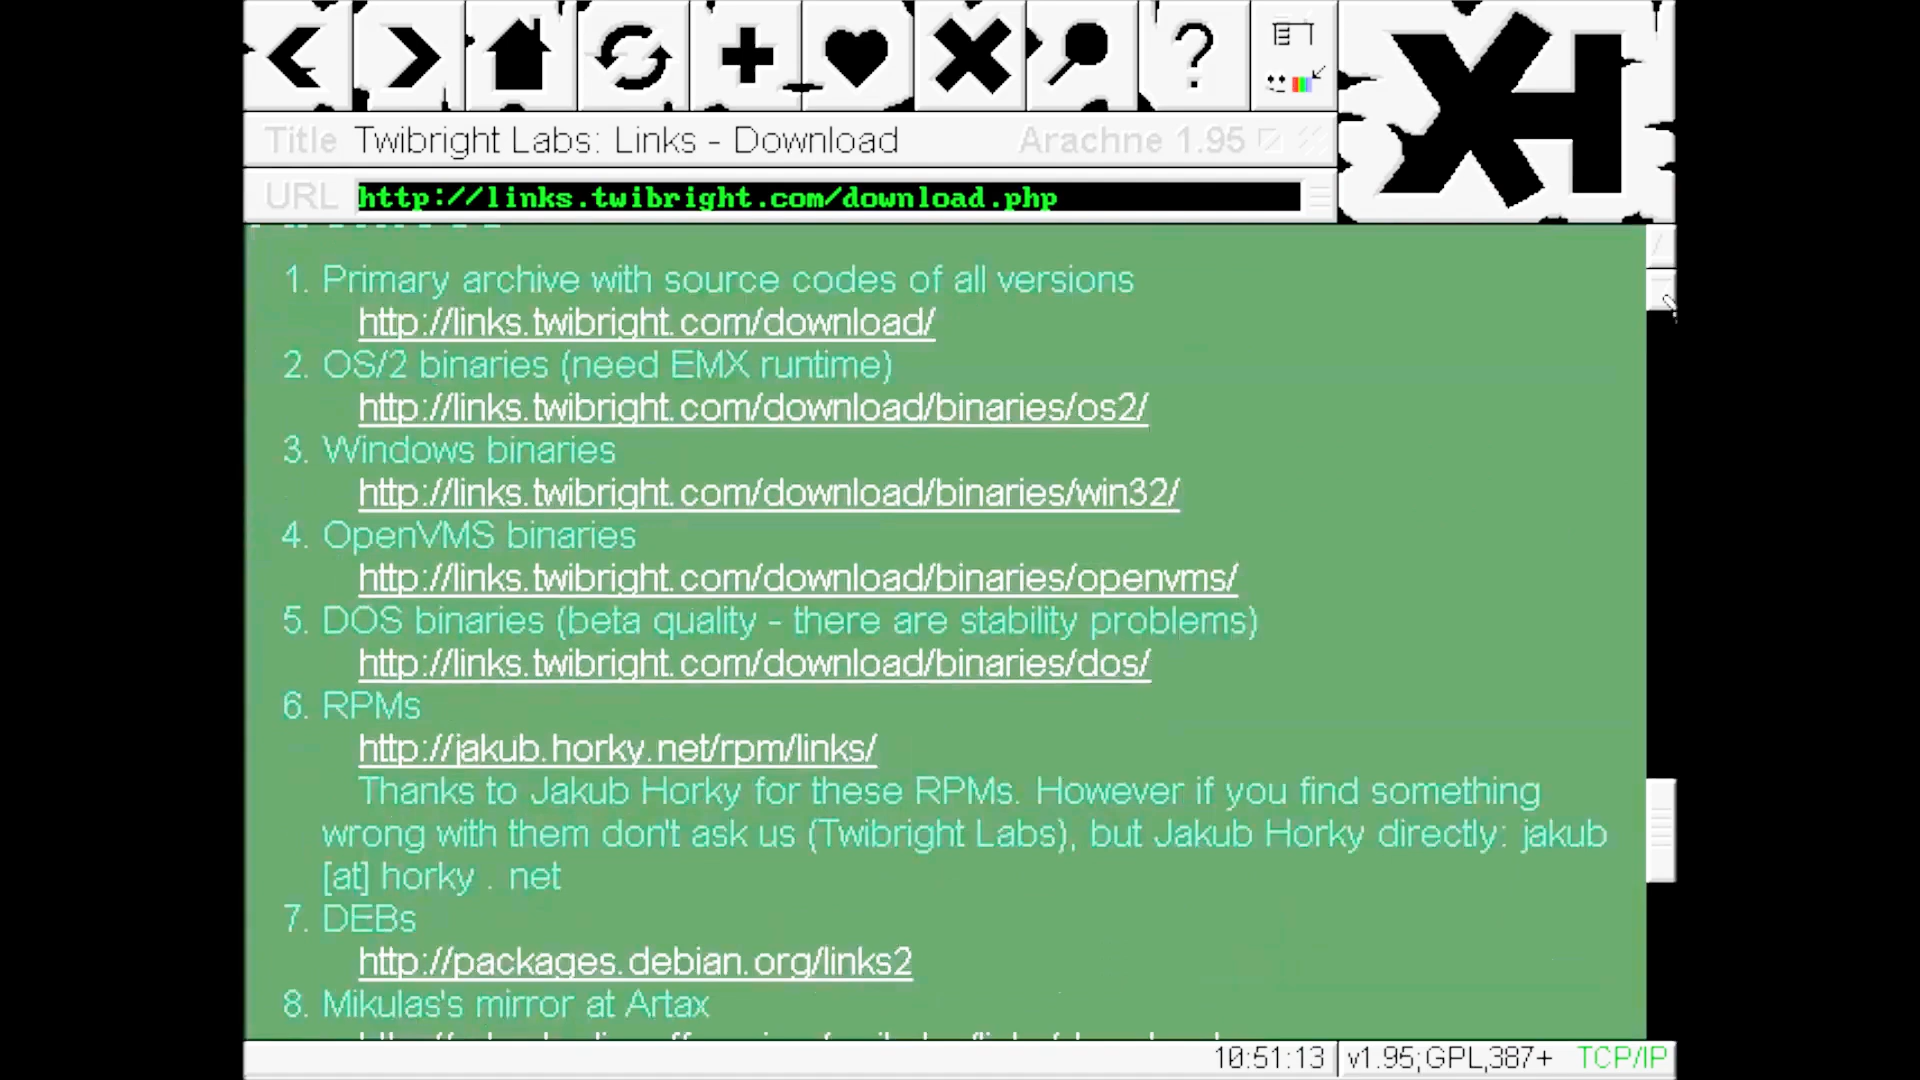 Title Twibright Labs: Links - Download Arachne 1.95
URL http://links.twibright.com/download.php
1. Primary archive with source codes of all versions
http://links.twibright.com/download/
2. OS/2 binaries (need EMX runtime)
http://links.twibright.com/download/binaries/os2/
3. Windows binaries
http://links.twibright.com/download/binaries/win32/
4. OpenVMS binaries
http://links.twibright.com/download/binaries/openvms/
5. DOS binaries (beta quality - there are stability problems)
http://links.twibright.com/download/binaries/dos/
6. RPMs
http://jakub.horky.net/rpm/links/
Thanks to Jakub Horky for these RPMs. However if you find something
wrong with them don't ask us (Twibright Labs), but Jakub Horky directly: jakub
[at] horky . net
7. DEBs
http://packages.debian.org/links2
8. Mikulas's mirror at Artax
10:51:13 v1.95;GPL,387+ TCP/IP